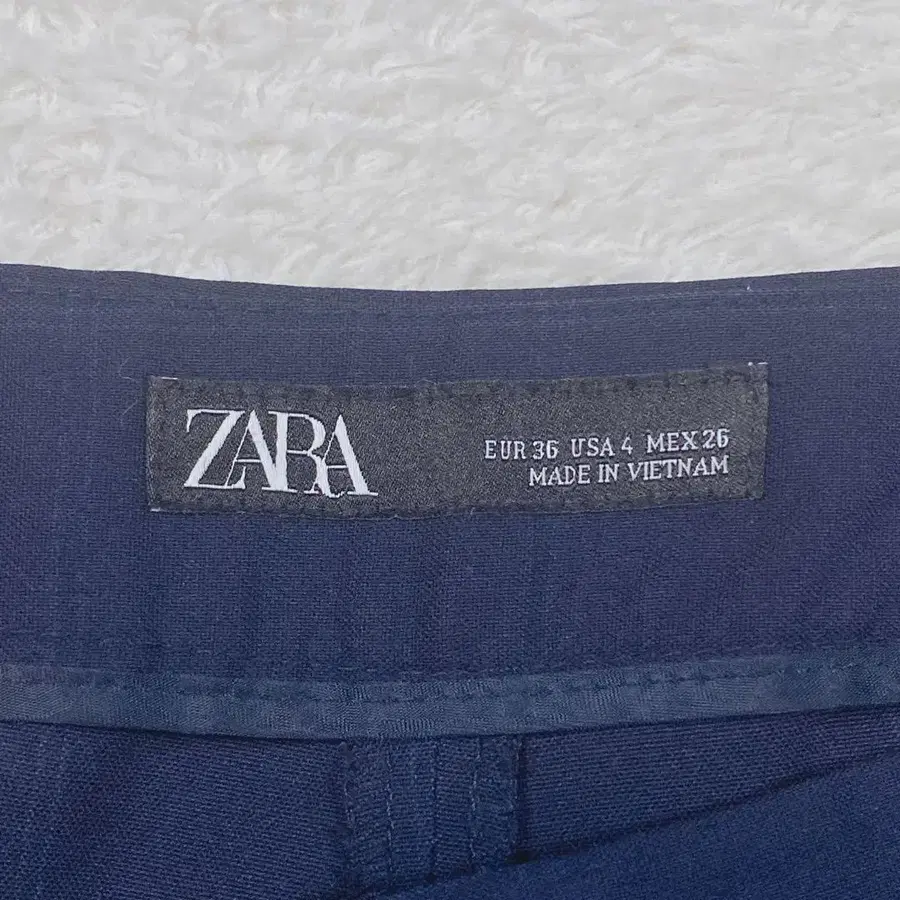 ZARA
EUR 36 USA 4 MEX 26
MADE IN VIETNAM